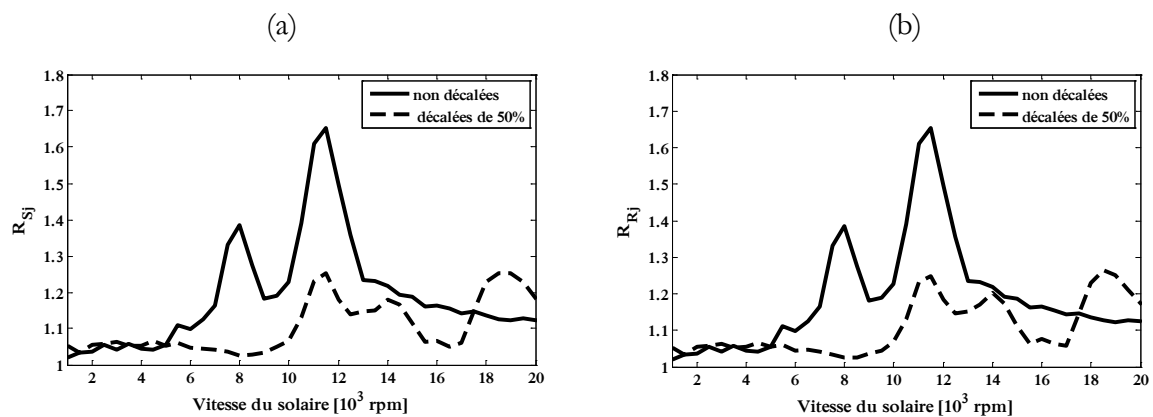 (a)
1.8
1.7
1.6
1.5
1.4
1.3
1.2
1.1
1
R_Sj
non décalées
décalées de 50%
2 4 6 8 10 12 14 16 18 20
Vitesse du solaire [10³ rpm]
(b)
1.8
1.7
1.6
1.5
1.4
1.3
1.2
1.1
1
R_Rj
non décalées
décalées de 50%
2 4 6 8 10 12 14 16 18 20
Vitesse du solaire [10³ rpm]